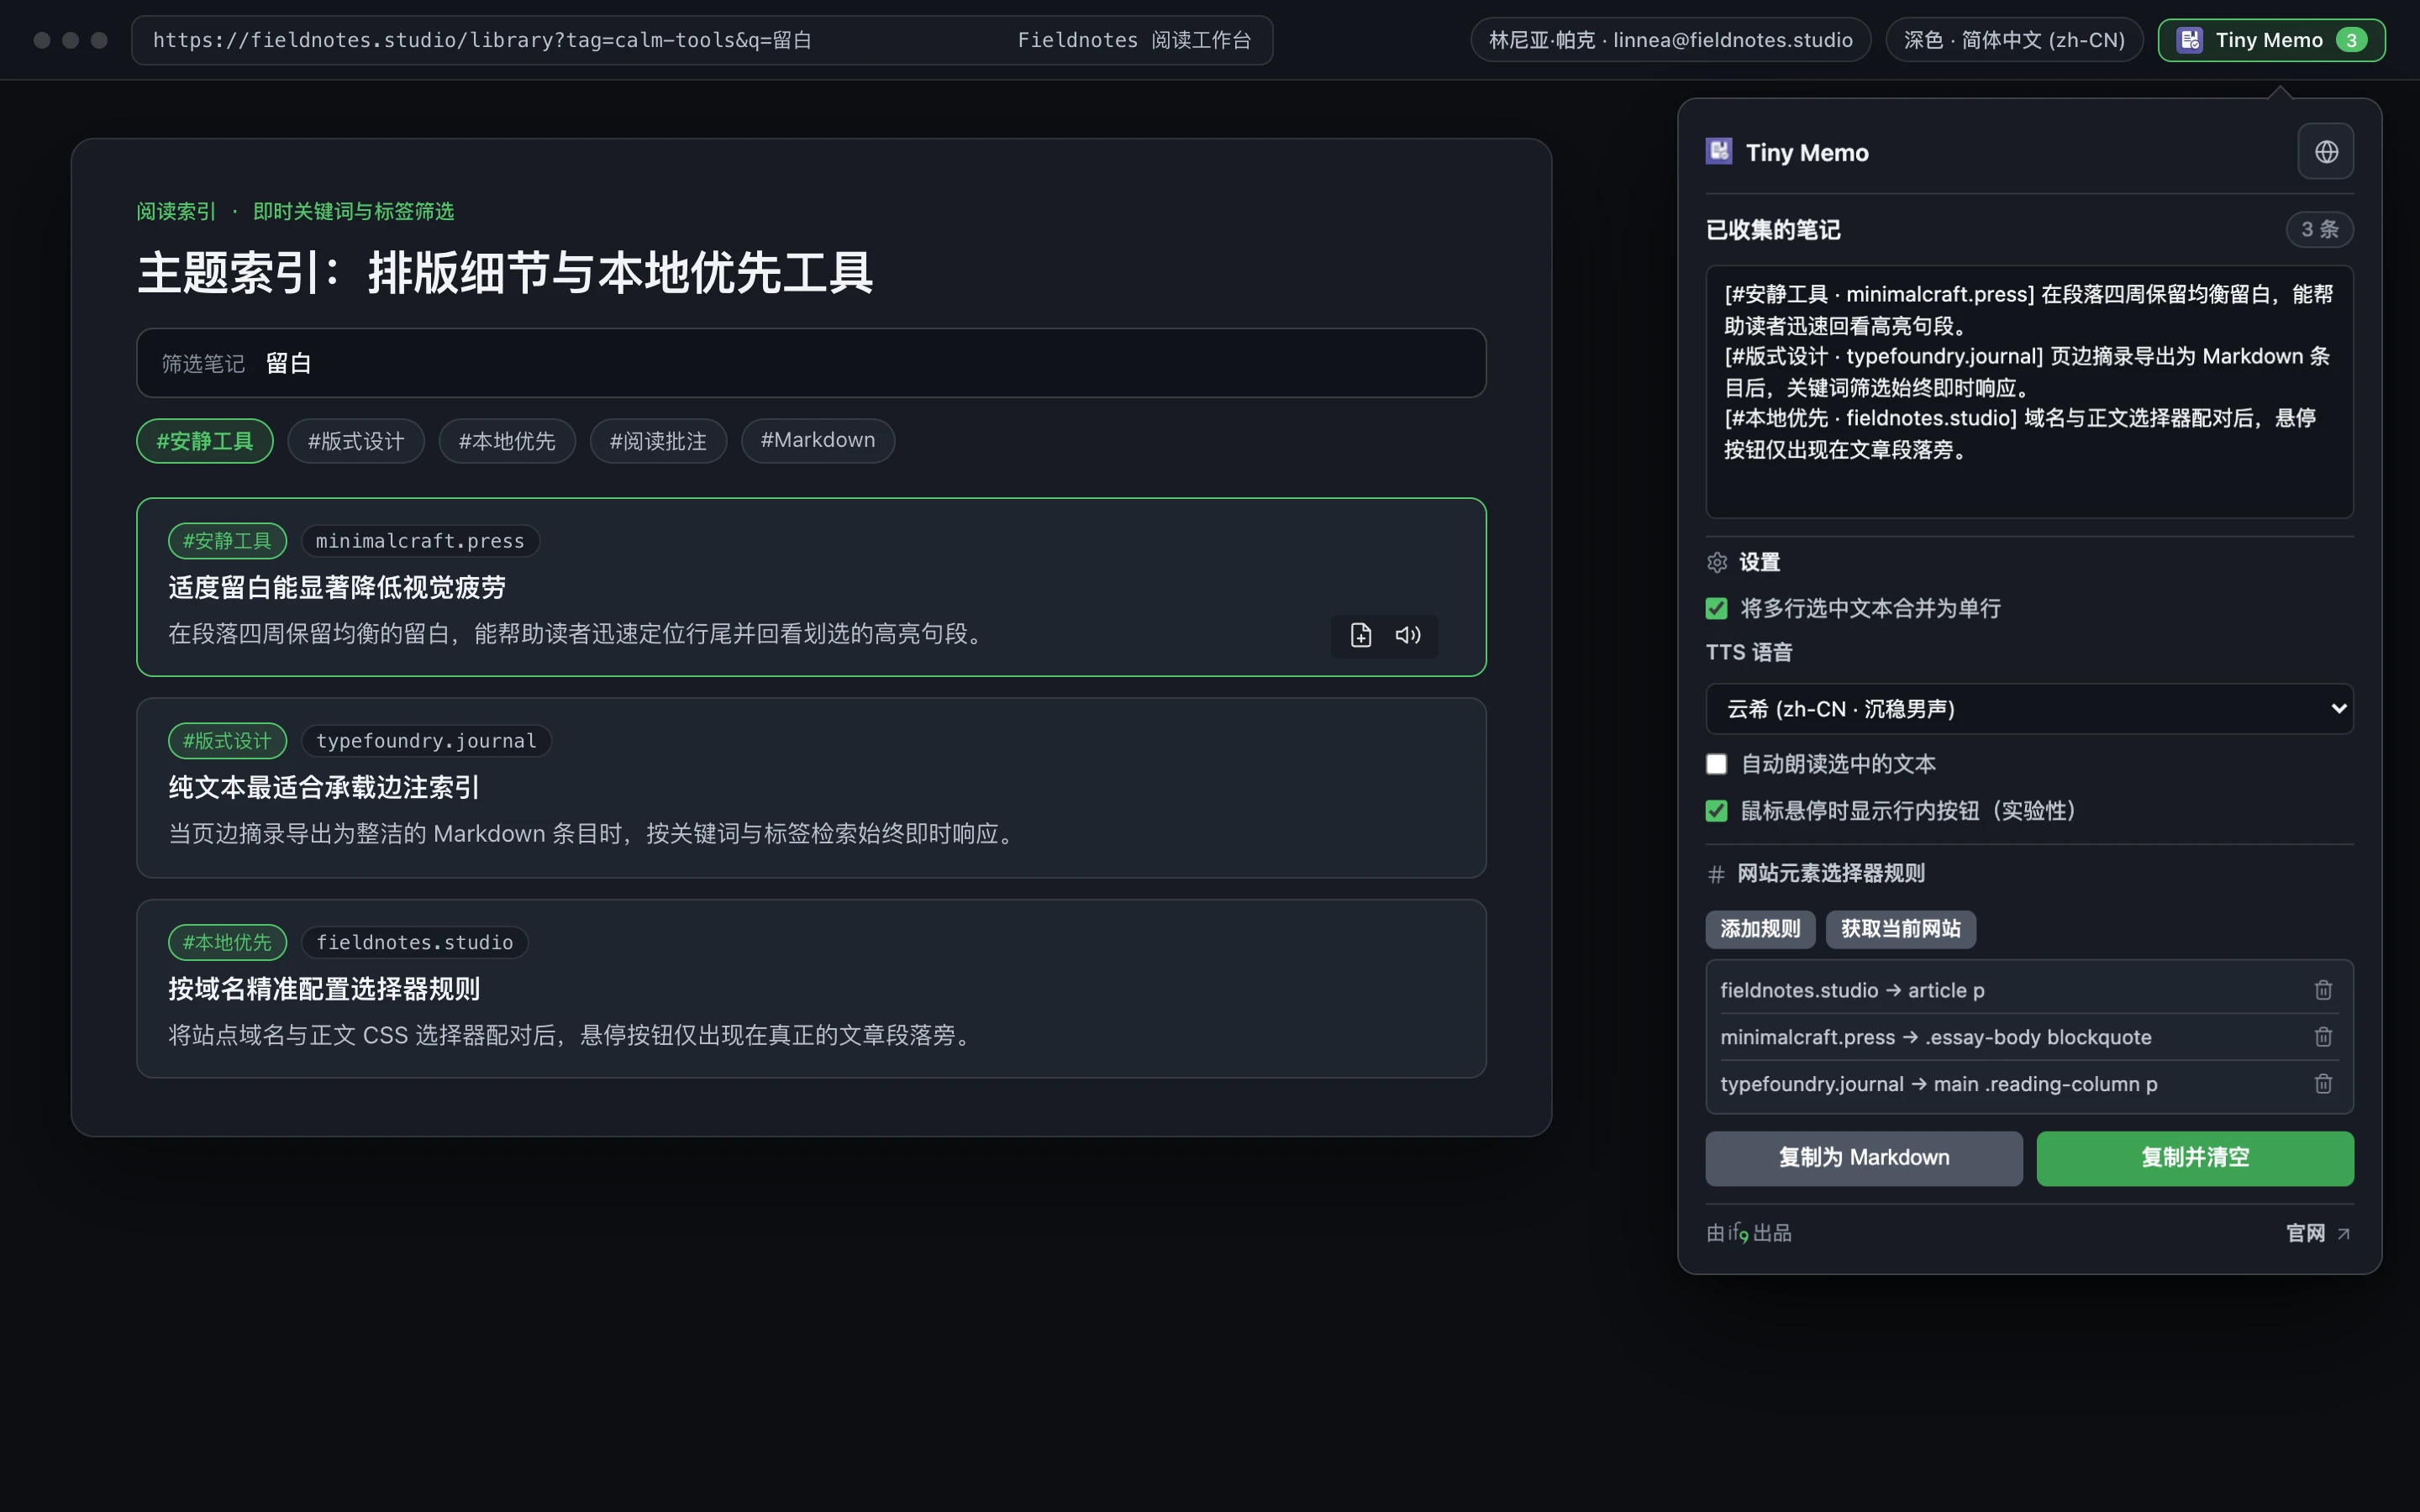 https://fieldnotes.studio/library?tag=calm-tools&q=留白
Fieldnotes 阅读工作台
林尼亚·帕克 · linnea@fieldnotes.studio
深色 · 简体中文 (zh-CN)
Tiny Memo 3
阅读索引 · 即时关键词与标签筛选
主题索引：排版细节与本地优先工具
筛选笔记 留白
#安静工具 #版式设计 #本地优先 #阅读批注 #Markdown
#安静工具 minimalcraft.press
适度留白能显著降低视觉疲劳
在段落四周保留均衡的留白，能帮助读者迅速定位行尾并回看划选的高亮句段。
#版式设计 typefoundry.journal
纯文本最适合承载边注索引
当页边摘录导出为整洁的 Markdown 条目时，按关键词与标签检索始终即时响应。
#本地优先 fieldnotes.studio
按域名精准配置选择器规则
将站点域名与正文 CSS 选择器配对后，悬停按钮仅出现在真正的文章段落旁。
Tiny Memo
已收集的笔记 3 条
[#安静工具 · minimalcraft.press] 在段落四周保留均衡留白，能帮
助读者迅速回看高亮句段。
[#版式设计 · typefoundry.journal] 页边摘录导出为 Markdown 条
目后，关键词筛选始终即时响应。
[#本地优先 · fieldnotes.studio] 域名与正文选择器配对后，悬停
按钮仅出现在文章段落旁。
设置
将多行选中文本合并为单行
TTS 语音
云希 (zh-CN · 沉稳男声)
自动朗读选中的文本
鼠标悬停时显示行内按钮（实验性）
# 网站元素选择器规则
添加规则 获取当前网站
fieldnotes.studio → article p
minimalcraft.press → .essay-body blockquote
typefoundry.journal → main .reading-column p
复制为 Markdown 复制并清空
由 if9 出品 官网 ↗